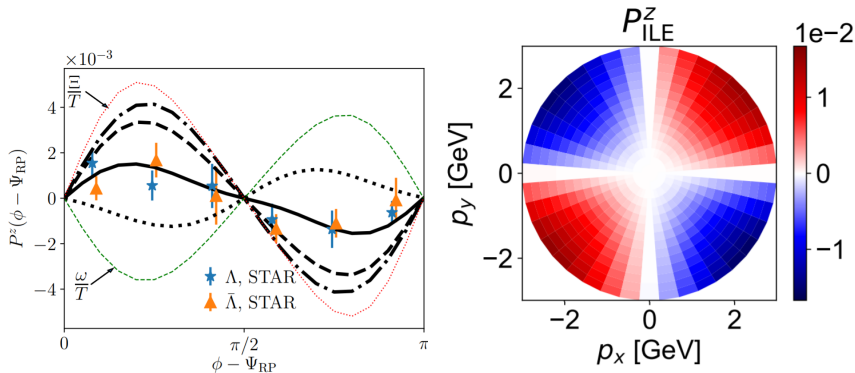 ×10⁻³
Ξ/T
4
2
0
−2
−4
P^z(ϕ − Ψ_RP)
ω/T
Λ, STAR
Λ̄, STAR
0
π/2
π
ϕ − Ψ_RP
P^z_ILE
1e−2
2
0
−2
p_y [GeV]
−2
0
2
p_x [GeV]
1
0
−1